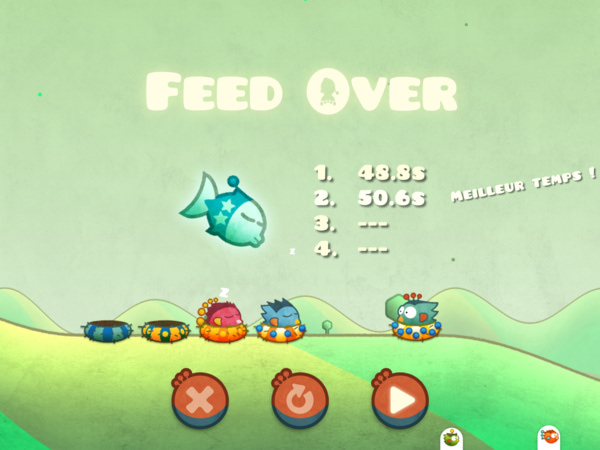 FEED OVER
1. 48,8s
2. 50,6s
MEILLEUR TEMPS !
3. ---
4. ---
z
z